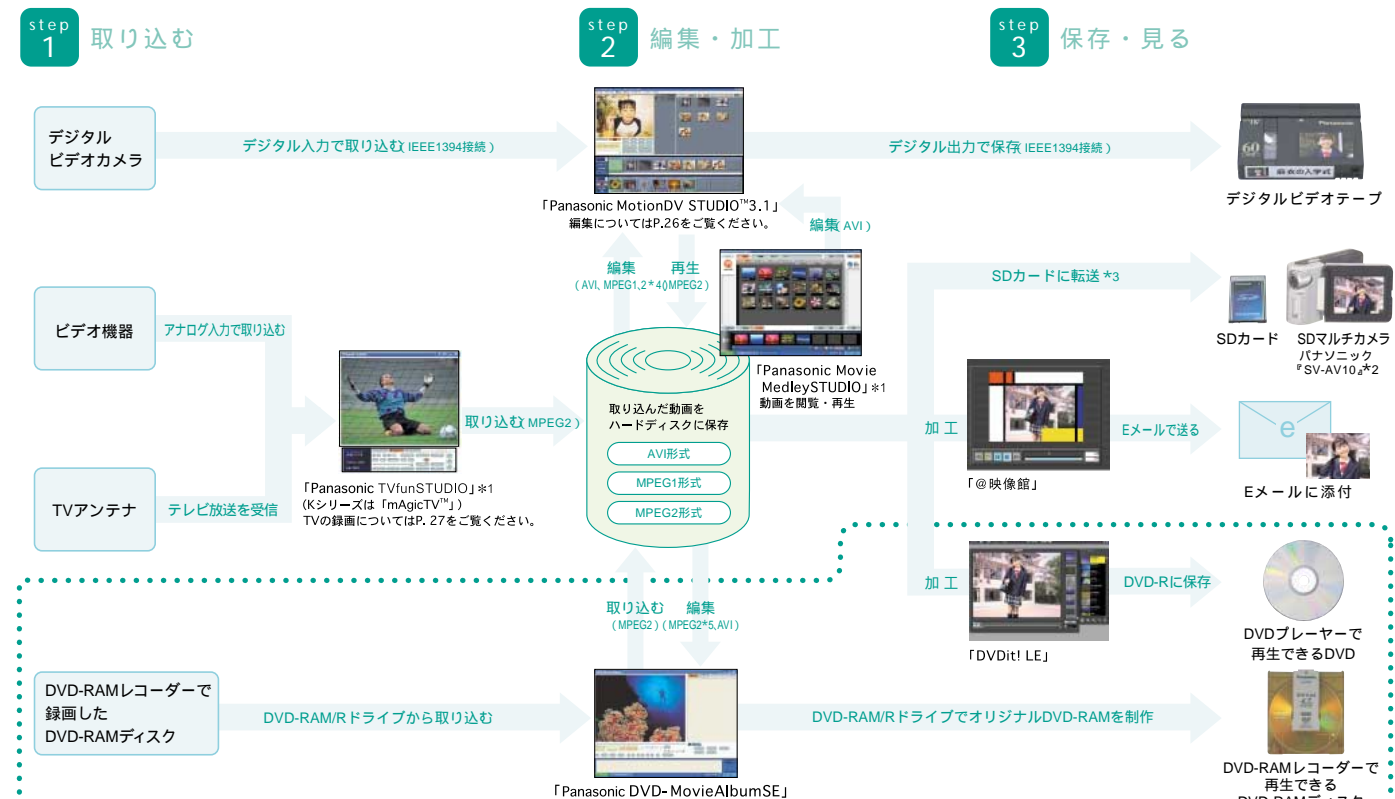 step
1
取り込む
step
2
編集・加工
step
3
保存・見る
デジタル
ビデオカメラ
デジタル入力で取り込む(IEEE1394接続)
「Panasonic MotionDV STUDIO™3.1」
編集についてはP.26をご覧ください。
デジタル出力で保存(IEEE1394接続)
Panasonic
60
麻衣の入学式
デジタルビデオテープ
編集(AVI)
編集
(AVI、MPEG1,2*4)
再生
(MPEG2)
「Panasonic Movie
MedleySTUDIO」*1
動画を閲覧・再生
SDカードに転送*3
SDカード
SDマルチカメラ
パナソニック
『SV-AV10』*2
ビデオ機器
アナログ入力で取り込む
TVアンテナ
テレビ放送を受信
「Panasonic TVfunSTUDIO」*1
(Kシリーズは「mAgicTV™」)
TVの録画についてはP.27をご覧ください。
取り込む(MPEG2)
取り込んだ動画を
ハードディスクに保存
AVI形式
MPEG1形式
MPEG2形式
加工
「@映像館」
Eメールで送る
e
Eメールに添付
加工
「DVDit! LE」
DVD-Rに保存
DVDプレーヤーで
再生できるDVD
取り込む
(MPEG2)
編集
(MPEG2*5,AVI)
DVD-RAMレコーダーで
録画した
DVD-RAMディスク
DVD-RAM/Rドライブから取り込む
「Panasonic DVD-MovieAlbumSE」
DVD-RAM/RドライブでオリジナルDVD-RAMを制作
DVD-RAMレコーダーで
再生できる
DVD-RAMディスク